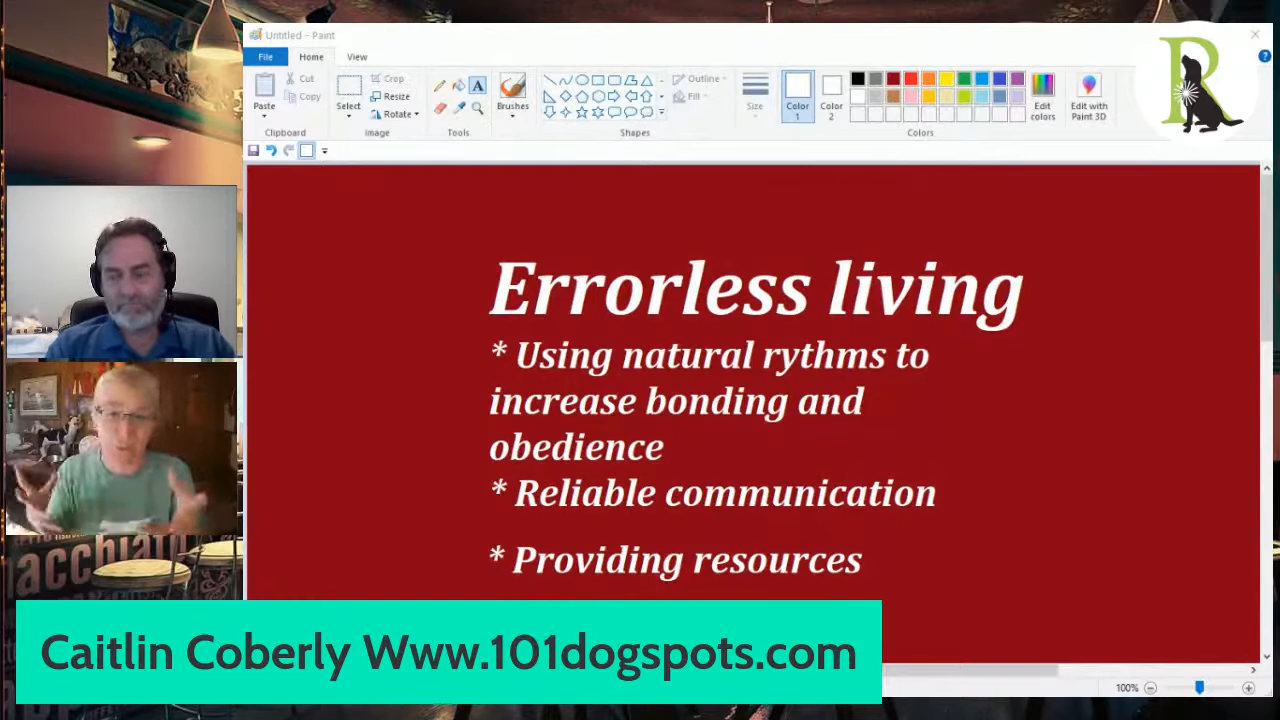 Untitled - Paint
File
Home
View
Paste
Cut
Copy
Clipboard
Select
Crop
Resize
Rotate
Image
Tools
Brushes
Shapes
Outline
Fill
Size
Color 1
Color 2
Colors
Edit colors
Edit with Paint 3D
R
Errorless living
* Using natural rythms to
increase bonding and
obedience
* Reliable communication
* Providing resources
acchiat
Caitlin Coberly Www.101dogspots.com
100%